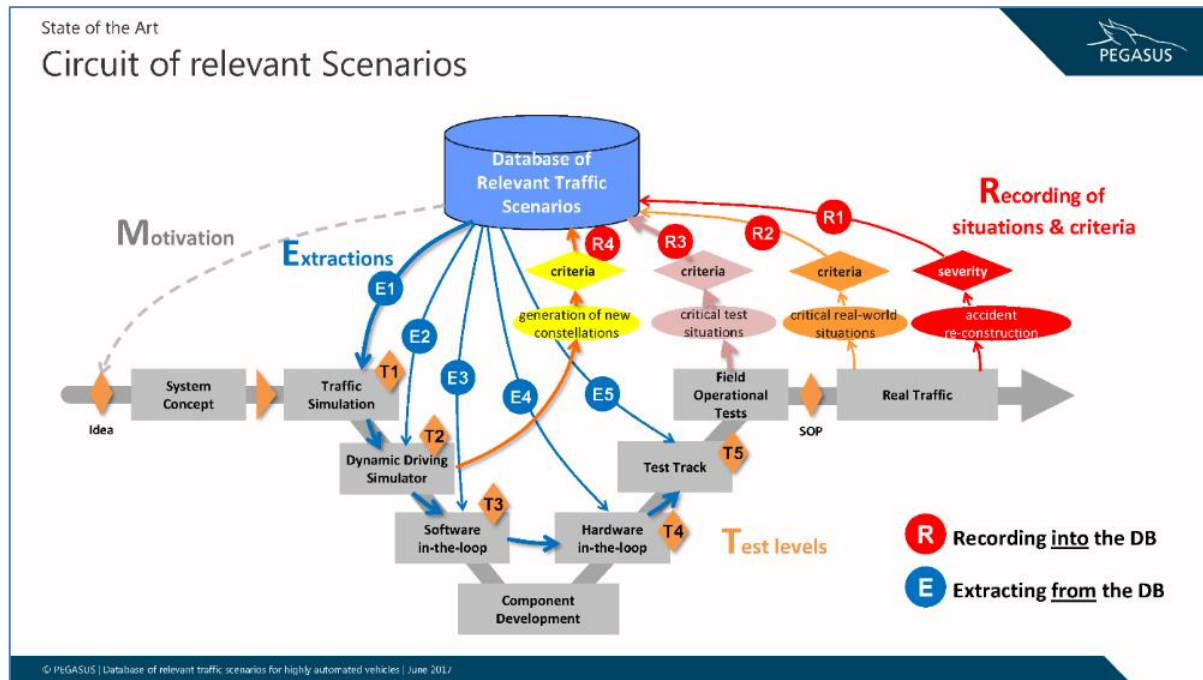 State of the Art
Circuit of relevant Scenarios
PEGASUS
Database of
Relevant Traffic
Scenarios
Motivation
Extractions
Recording of
situations & criteria
R1
R2
R3
R4
criteria
criteria
criteria
severity
generation of new
constellations
critical test
situations
critical real-world
situations
accident
re-construction
E1
E2
E3
E4
E5
Idea
System
Concept
Traffic
Simulation
T1
Dynamic Driving
Simulator
T2
Software
in-the-loop
T3
Component
Development
Hardware
in-the-loop
T4
Test Track
T5
Field
Operational
Tests
SOP
Real Traffic
Test levels
R Recording into the DB
E Extracting from the DB
© PEGASUS | Database of relevant traffic scenarios for highly automated vehicles | June 2017